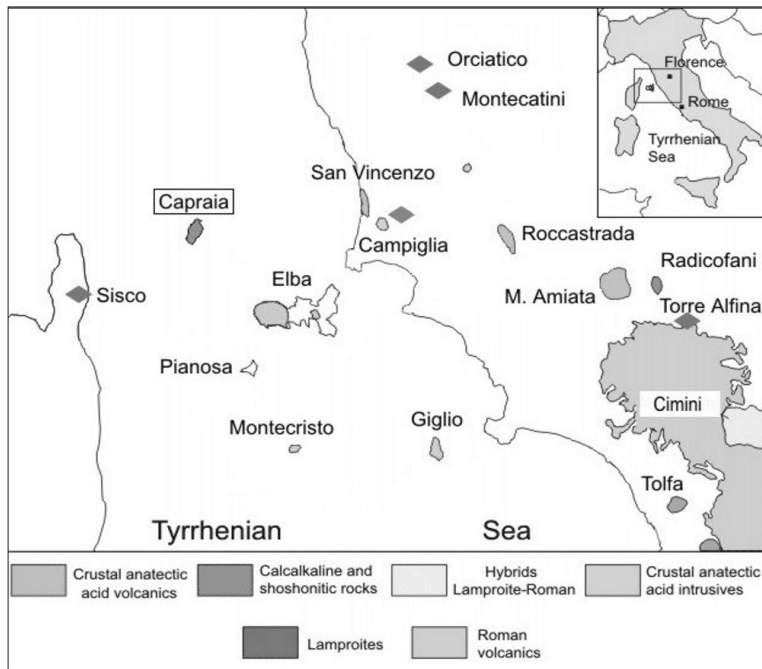 Orciatico
Montecatini
Florence
Rome
Tyrrhenian
Sea
San Vincenzo
Capraia
Campiglia
Roccastrada
Radicofani
Sisco
Elba
M. Amiata
Torre Alfina
Pianosa
Cimini
Montecristo
Giglio
Tolfa
Tyrrhenian Sea
Crustal anatectic
acid volcanics
Calcalkaline and
shoshonitic rocks
Hybrids
Lamproite-Roman
Crustal anatectic
acid intrusives
Lamproites
Roman
volcanics